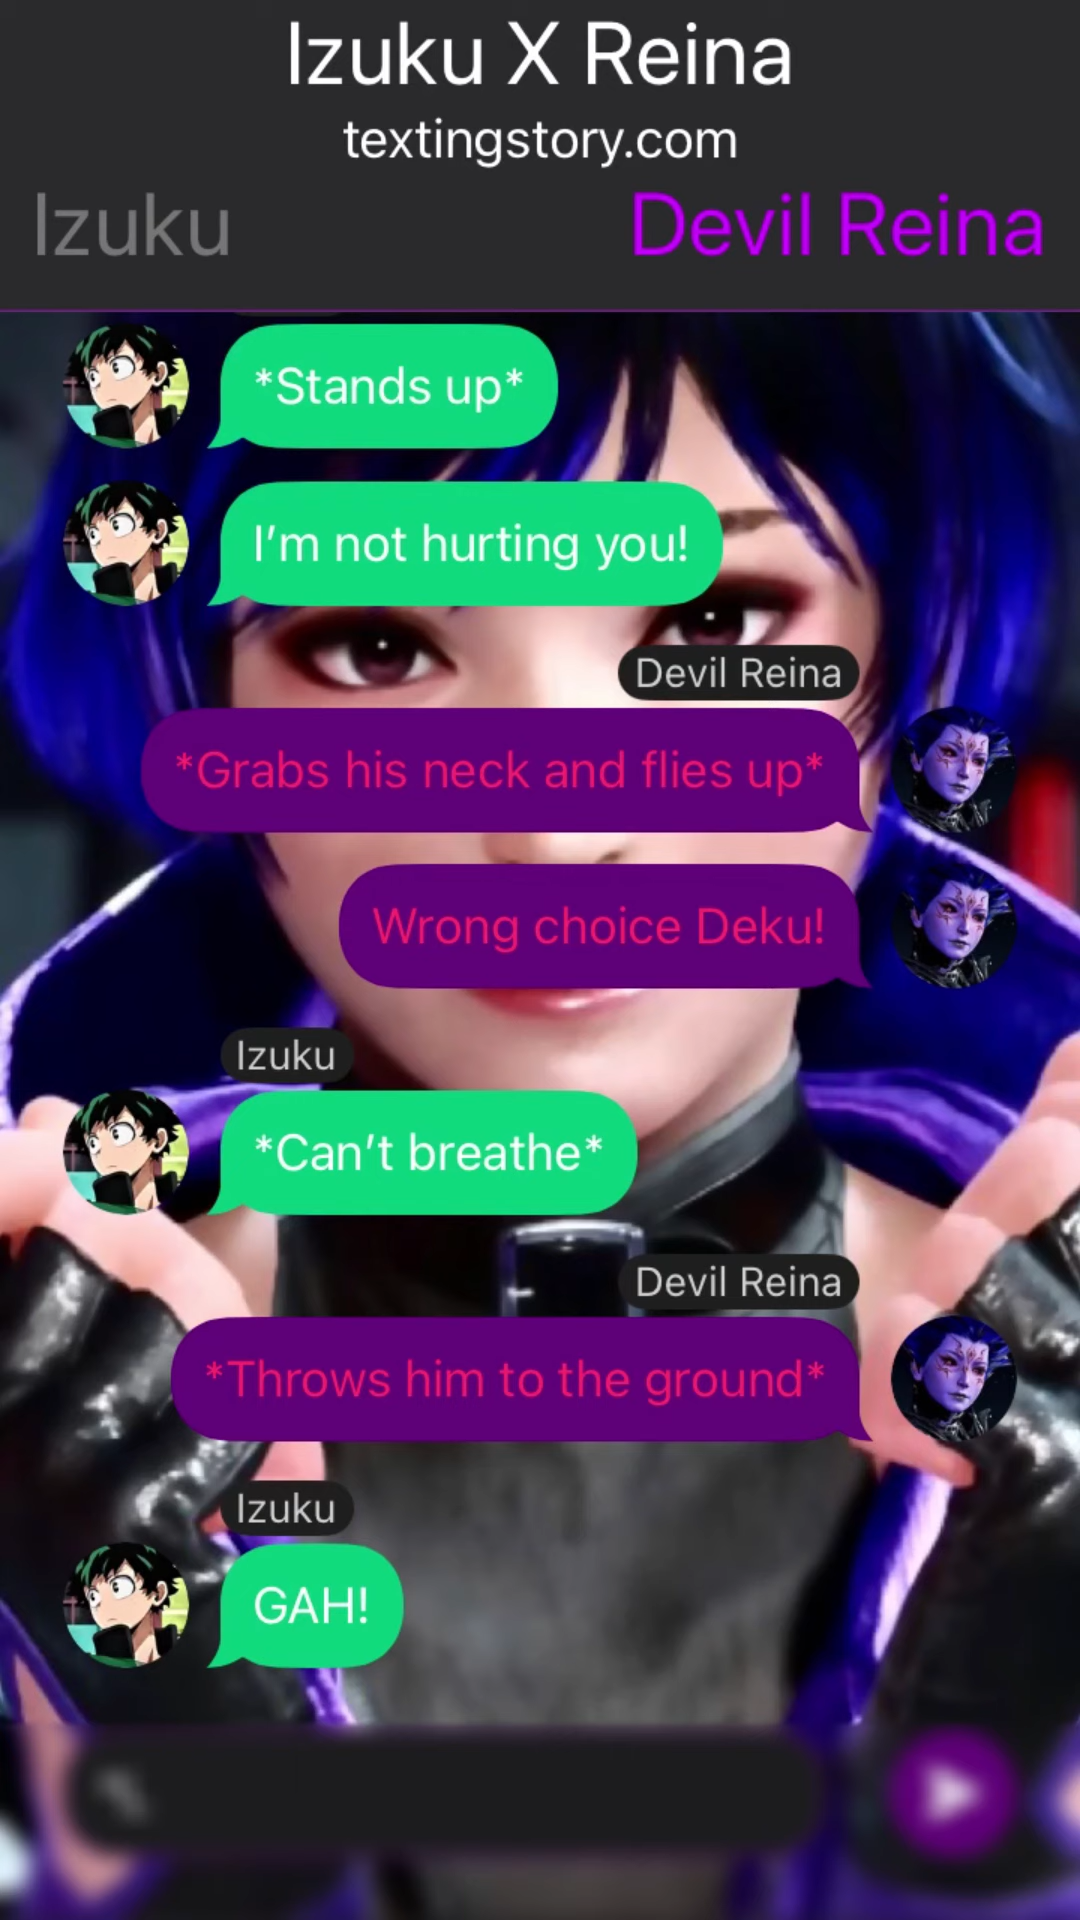 Izuku X Reina
textingstory.com
Izuku
Devil Reina
*Stands up*
I’m not hurting you!
Devil Reina
*Grabs his neck and flies up*
Wrong choice Deku!
Izuku
*Can’t breathe*
Devil Reina
*Throws him to the ground*
Izuku
GAH!